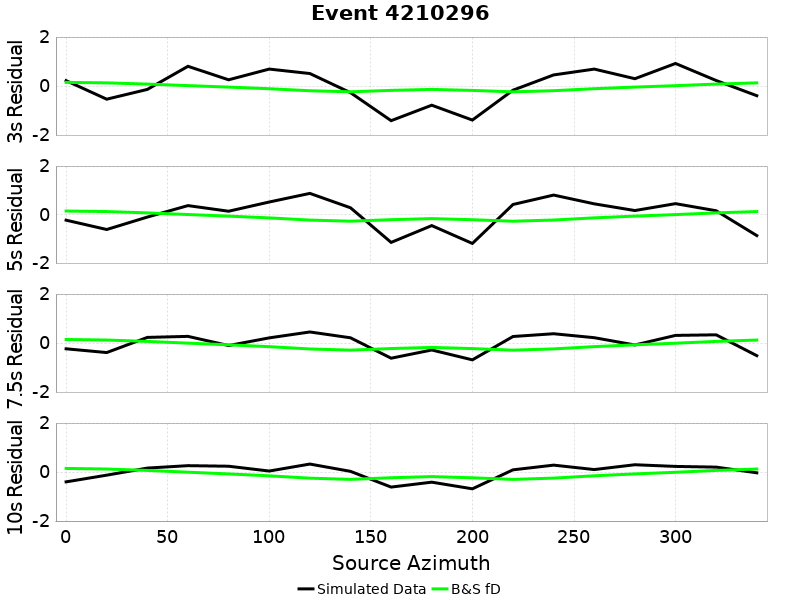 Event 4210296
3s Residual
2
0
-2
5s Residual
2
0
-2
7.5s Residual
2
0
-2
10s Residual
2
0
-2
0 50 100 150 200 250 300
Source Azimuth
Simulated Data B&S fD